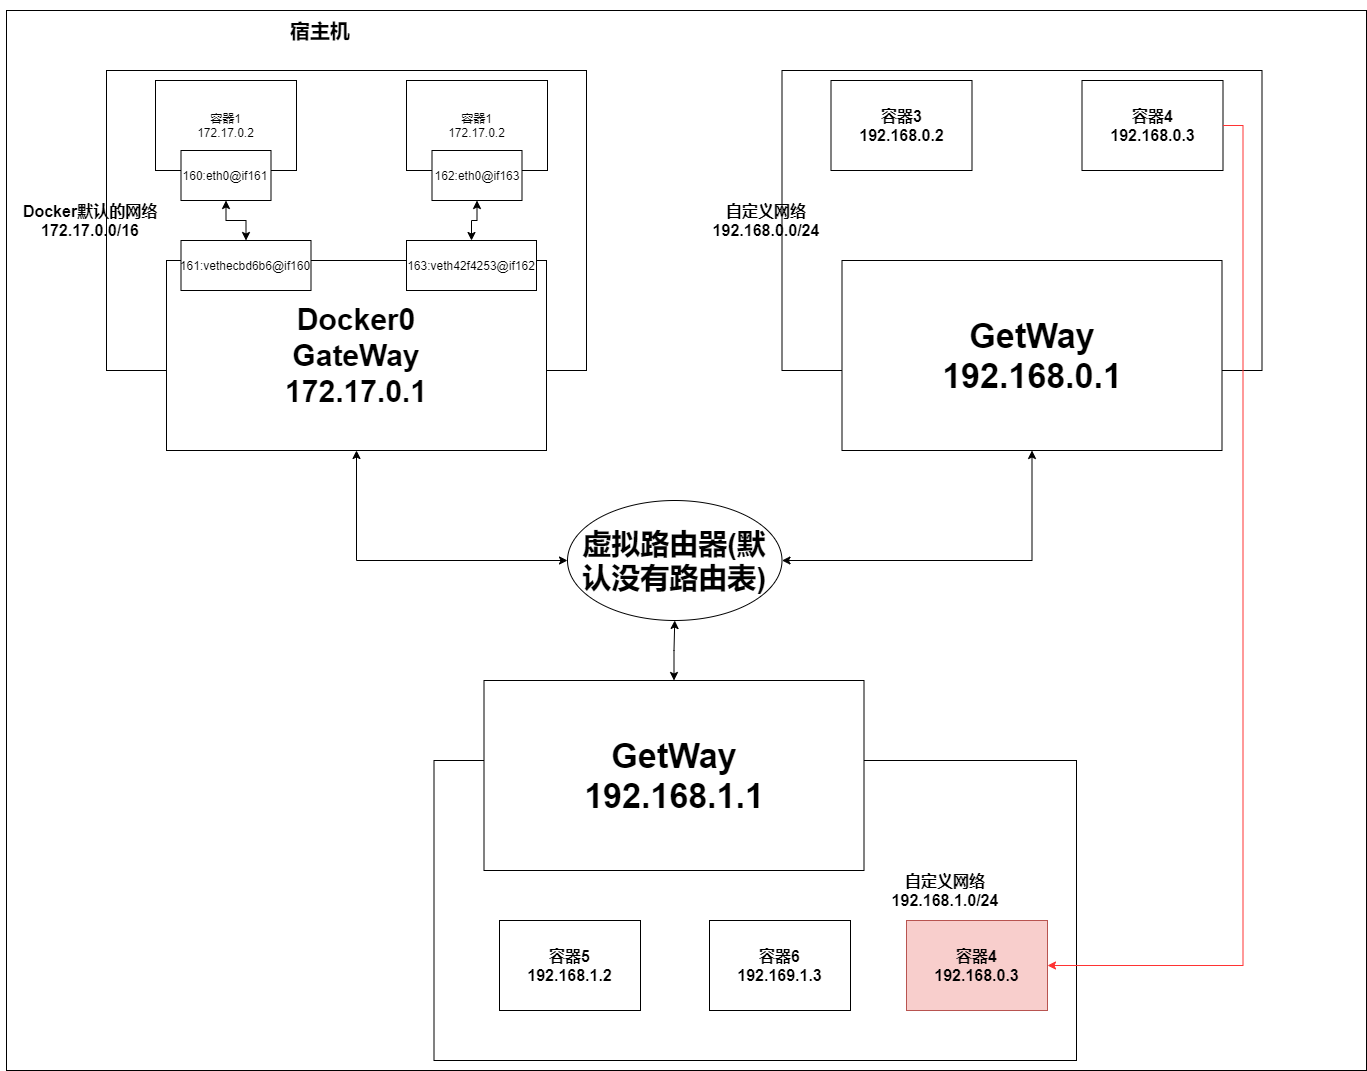 宿主机
容器1
172.17.0.2
160:eth0@if161
容器1
172.17.0.2
162:eth0@if163
Docker默认的网络
172.17.0.0/16
161:vethecbd6b6@if160
163:veth42f4253@if162
Docker0
GateWay
172.17.0.1
容器3
192.168.0.2
容器4
192.168.0.3
自定义网络
192.168.0.0/24
GetWay
192.168.0.1
虚拟路由器(默
认没有路由表)
GetWay
192.168.1.1
自定义网络
192.168.1.0/24
容器5
192.168.1.2
容器6
192.169.1.3
容器4
192.168.0.3